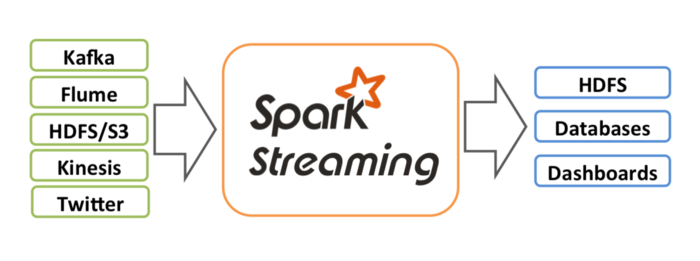 Kafka
Flume
HDFS/S3
Kinesis
Twitter
Spark
Streaming
HDFS
Databases
Dashboards